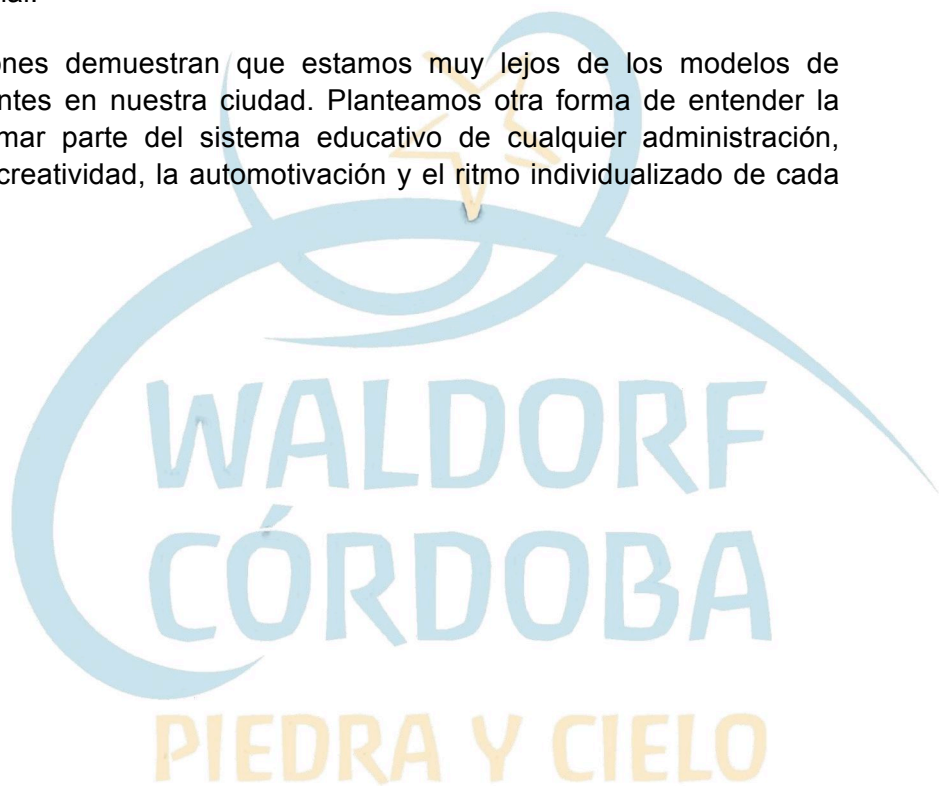 ones demuestran que estamos muy lejos de los modelos de
ntes en nuestra ciudad. Planteamos otra forma de entender la
mar parte del sistema educativo de cualquier administración,
creatividad, la automotivación y el ritmo individualizado de cada
WALDORF
CÓRDOBA
PIEDRA Y CIELO